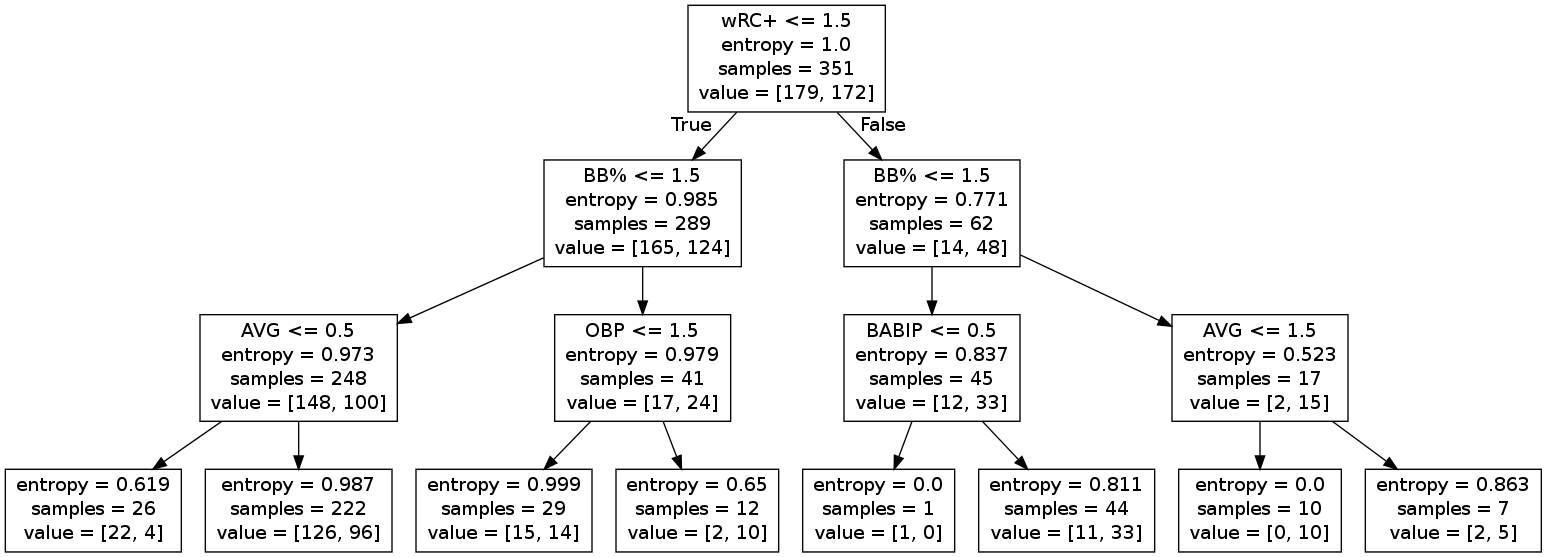 wRC+ <= 1.5
entropy = 1.0
samples = 351
value = [179, 172]
True
False
BB% <= 1.5
entropy = 0.985
samples = 289
value = [165, 124]
BB% <= 1.5
entropy = 0.771
samples = 62
value = [14, 48]
AVG <= 0.5
entropy = 0.973
samples = 248
value = [148, 100]
OBP <= 1.5
entropy = 0.979
samples = 41
value = [17, 24]
BABIP <= 0.5
entropy = 0.837
samples = 45
value = [12, 33]
AVG <= 1.5
entropy = 0.523
samples = 17
value = [2, 15]
entropy = 0.619
samples = 26
value = [22, 4]
entropy = 0.987
samples = 222
value = [126, 96]
entropy = 0.999
samples = 29
value = [15, 14]
entropy = 0.65
samples = 12
value = [2, 10]
entropy = 0.0
samples = 1
value = [1, 0]
entropy = 0.811
samples = 44
value = [11, 33]
entropy = 0.0
samples = 10
value = [0, 10]
entropy = 0.863
samples = 7
value = [2, 5]